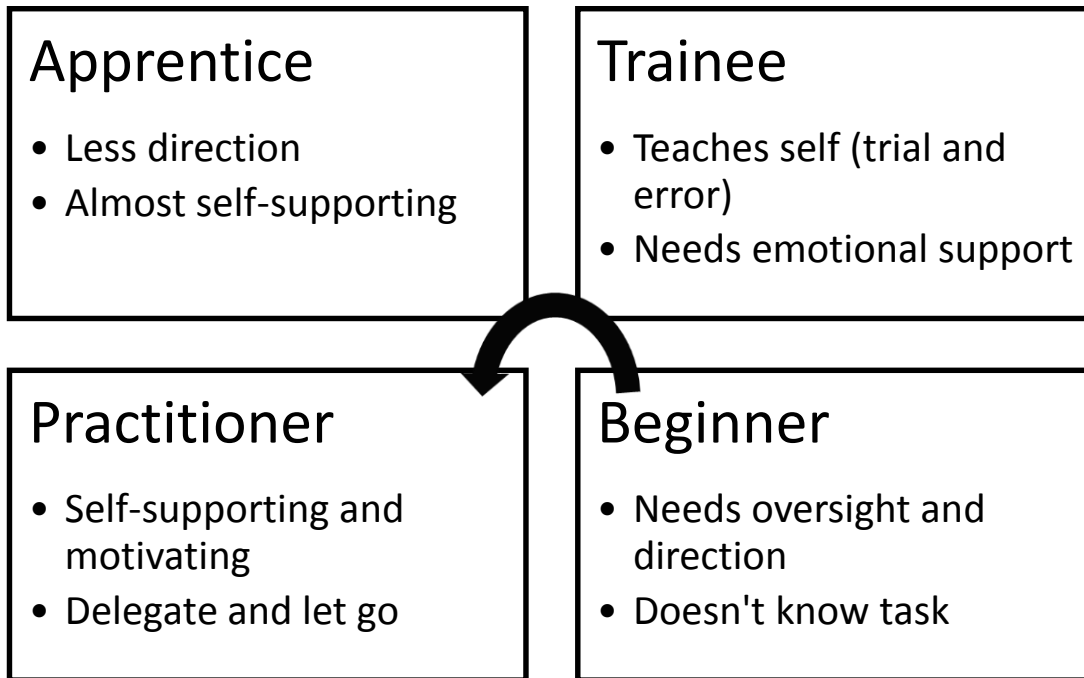 Apprentice
• Less direction
• Almost self-supporting
Trainee
• Teaches self (trial and
error)
• Needs emotional support
Practitioner
• Self-supporting and
motivating
• Delegate and let go
Beginner
• Needs oversight and
direction
• Doesn't know task